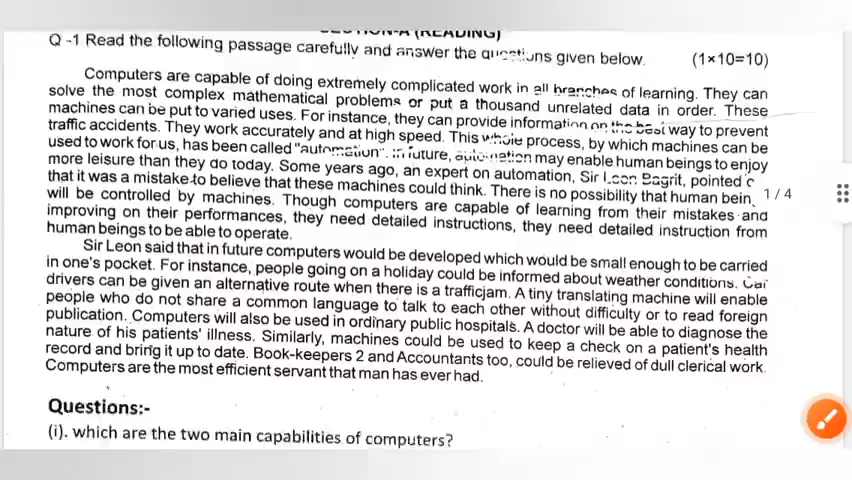 SECTION-A (READING)
Q -1 Read the following passage carefully and answer the questions given below. (1×10=10)
Computers are capable of doing extremely complicated work in all branches of learning. They can
solve the most complex mathematical problems or put a thousand unrelated data in order. These
machines can be put to varied uses. For instance, they can provide information on the best way to prevent
traffic accidents. They work accurately and at high speed. This whole process, by which machines can be
used to work for us, has been called "automation". in future, automation may enable human beings to enjoy
more leisure than they do today. Some years ago, an expert on automation, Sir Leon Bagrit, pointed
that it was a mistake to believe that these machines could think. There is no possibility that human bein
will be controlled by machines. Though computers are capable of learning from their mistakes and
improving on their performances, they need detailed instructions, they need detailed instruction from
human beings to be able to operate.
Sir Leon said that in future computers would be developed which would be small enough to be carried
in one's pocket. For instance, people going on a holiday could be informed about weather conditions. Car
drivers can be given an alternative route when there is a trafficjam. A tiny translating machine will enable
people who do not share a common language to talk to each other without difficulty or to read foreign
publication. Computers will also be used in ordinary public hospitals. A doctor will be able to diagnose the
nature of his patients' illness. Similarly, machines could be used to keep a check on a patient's health
record and bring it up to date. Book-keepers 2 and Accountants too, could be relieved of dull clerical work.
Computers are the most efficient servant that man has ever had.
Questions:-
(i). which are the two main capabilities of computers?
1 / 4